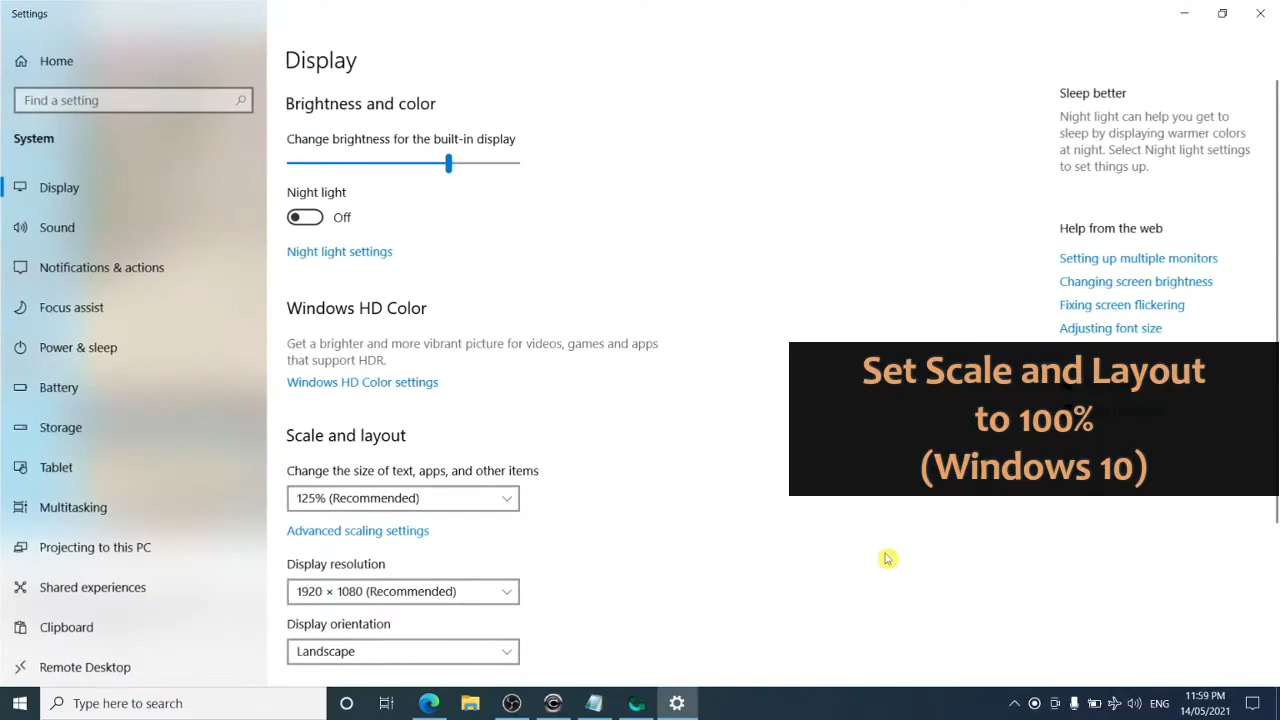 Settings
Home
Find a setting
System
Display
Sound
Notifications & actions
Focus assist
Power & sleep
Battery
Storage
Tablet
Multitasking
Projecting to this PC
Shared experiences
Clipboard
Remote Desktop
Display
Brightness and color
Change brightness for the built-in display
Night light
Off
Night light settings
Windows HD Color
Get a brighter and more vibrant picture for videos, games and apps
that support HDR.
Windows HD Color settings
Scale and layout
Change the size of text, apps, and other items
125% (Recommended)
Advanced scaling settings
Display resolution
1920 × 1080 (Recommended)
Display orientation
Landscape
Sleep better
Night light can help you get to
sleep by displaying warmer colors
at night. Select Night light settings
to set things up.
Help from the web
Setting up multiple monitors
Changing screen brightness
Fixing screen flickering
Adjusting font size
Set Scale and Layout
to 100%
(Windows 10)
Type here to search
ENG
11:59 PM
14/05/2021